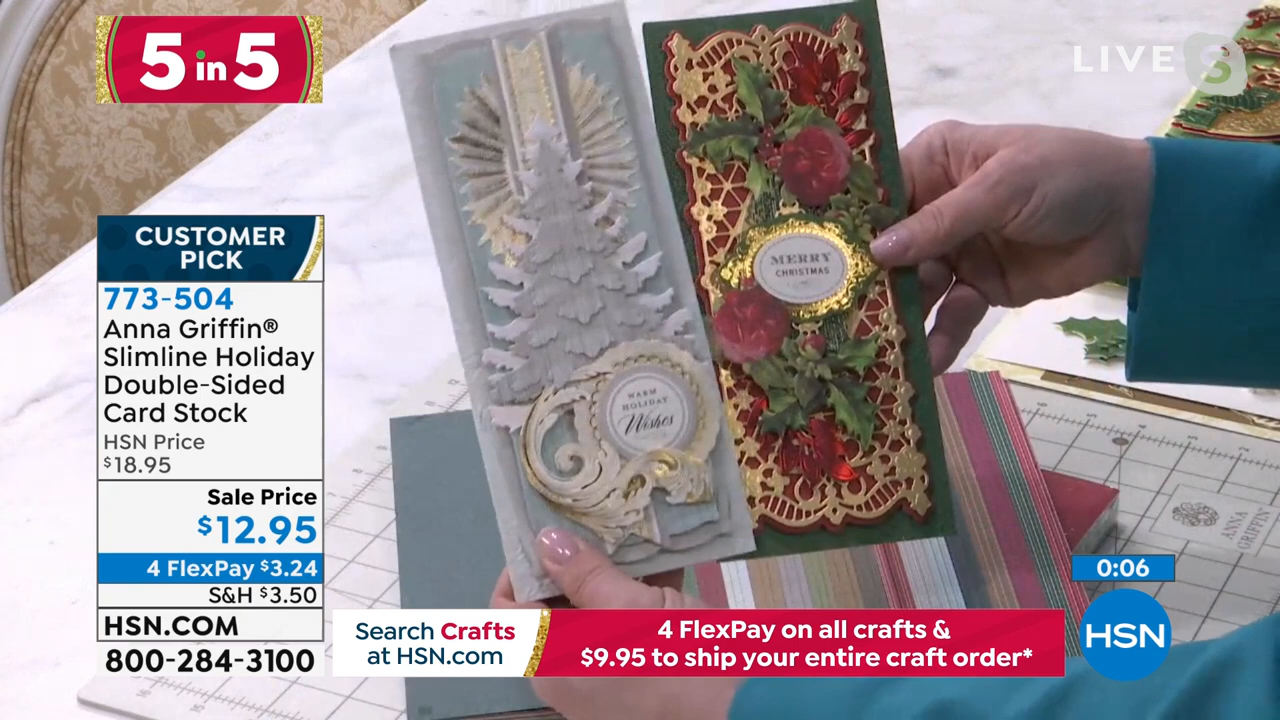 5 in 5
LIVE S
CUSTOMER
PICK
773-504
Anna Griffin®
Slimline Holiday
Double-Sided
Card Stock
HSN Price
$18.95
Sale Price
$12.95
4 FlexPay $3.24
S&H $3.50
HSN.COM
800-284-3100
WARM
HOLIDAY
Wishes
MERRY
CHRISTMAS
ANNA
GRIFFIN
0:06
HSN
Search Crafts
at HSN.com
4 FlexPay on all crafts &
$9.95 to ship your entire craft order*